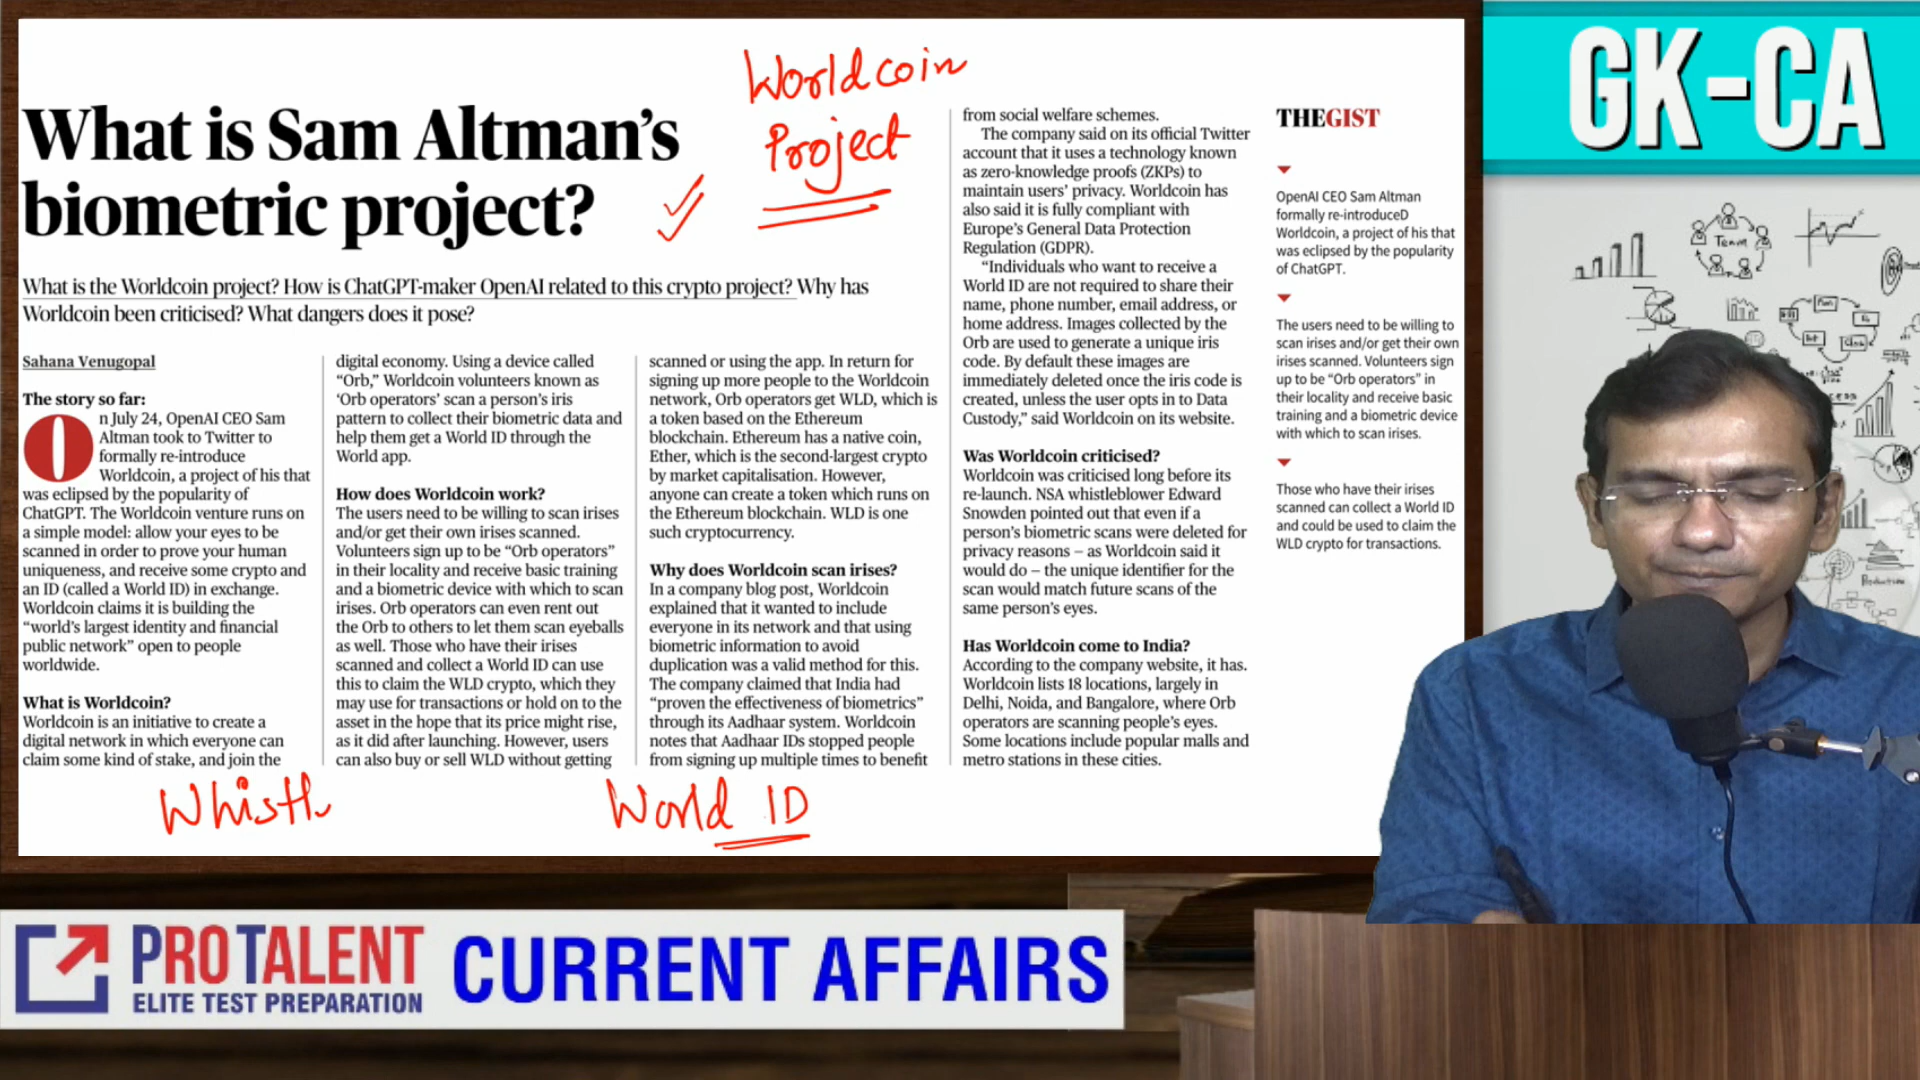 Worldcoin
Project
What is Sam Altman's
biometric project?
What is the Worldcoin project? How is ChatGPT-maker OpenAI related to this crypto project? Why has
Worldcoin been criticised? What dangers does it pose?
Sahana Venugopal
The story so far:
On July 24, OpenAI CEO Sam
Altman took to Twitter to
formally re-introduce
Worldcoin, a project of his that
was eclipsed by the popularity of
ChatGPT. The Worldcoin venture runs on
a simple model: allow your eyes to be
scanned in order to prove your human
uniqueness, and receive some crypto and
an ID (called a World ID) in exchange.
Worldcoin claims it is building the
“world's largest identity and financial
public network” open to people
worldwide.
What is Worldcoin?
Worldcoin is an initiative to create a
digital network in which everyone can
claim some kind of stake, and join the
digital economy. Using a device called
“Orb,” Worldcoin volunteers known as
‘Orb operators’ scan a person's iris
pattern to collect their biometric data and
help them get a World ID through the
World app.
How does Worldcoin work?
The users need to be willing to scan irises
and/or get their own irises scanned.
Volunteers sign up to be “Orb operators”
in their locality and receive basic training
and a biometric device with which to scan
irises. Orb operators can even rent out
the Orb to others to let them scan eyeballs
as well. Those who have their irises
scanned and collect a World ID can use
this to claim the WLD crypto, which they
may use for transactions or hold on to the
asset in the hope that its price might rise,
as it did after launching. However, users
can also buy or sell WLD without getting
scanned or using the app. In return for
signing up more people to the Worldcoin
network, Orb operators get WLD, which is
a token based on the Ethereum
blockchain. Ethereum has a native coin,
Ether, which is the second-largest crypto
by market capitalisation. However,
anyone can create a token which runs on
the Ethereum blockchain. WLD is one
such cryptocurrency.
Why does Worldcoin scan irises?
In a company blog post, Worldcoin
explained that it wanted to include
everyone in its network and that using
biometric information to avoid
duplication was a valid method for this.
The company claimed that India had
“proven the effectiveness of biometrics”
through its Aadhaar system. Worldcoin
notes that Aadhaar IDs stopped people
from signing up multiple times to benefit
from social welfare schemes.
The company said on its official Twitter
account that it uses a technology known
as zero-knowledge proofs (ZKPs) to
maintain users' privacy. Worldcoin has
also said it is fully compliant with
Europe's General Data Protection
Regulation (GDPR).
“Individuals who want to receive a
World ID are not required to share their
name, phone number, email address, or
home address. Images collected by the
Orb are used to generate a unique iris
code. By default these images are
immediately deleted once the iris code is
created, unless the user opts in to Data
Custody,” said Worldcoin on its website.
Was Worldcoin criticised?
Worldcoin was criticised long before its
re-launch. NSA whistleblower Edward
Snowden pointed out that even if a
person's biometric scans were deleted for
privacy reasons – as Worldcoin said it
would do – the unique identifier for the
scan would match future scans of the
same person's eyes.
Has Worldcoin come to India?
According to the company website, it has.
Worldcoin lists 18 locations, largely in
Delhi, Noida, and Bangalore, where Orb
operators are scanning people's eyes.
Some locations include popular malls and
metro stations in these cities.
THEGIST
OpenAI CEO Sam Altman
formally re-introduceD
Worldcoin, a project of his that
was eclipsed by the popularity
of ChatGPT.
The users need to be willing to
scan irises and/or get their own
irises scanned. Volunteers sign
up to be “Orb operators” in
their locality and receive basic
training and a biometric device
with which to scan irises.
Those who have their irises
scanned can collect a World ID
and could be used to claim the
WLD crypto for transactions.
Whistl
World ID
GK-CA
Team
Production
PROTALENT
ELITE TEST PREPARATION
CURRENT AFFAIRS